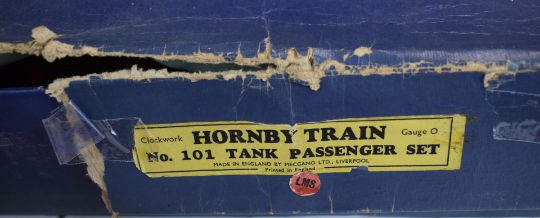 Clockwork HORNBY TRAIN Gauge O
No. 101 TANK PASSENGER SET
MADE IN ENGLAND BY MECCANO LTD., LIVERPOOL
Printed in England
LMS